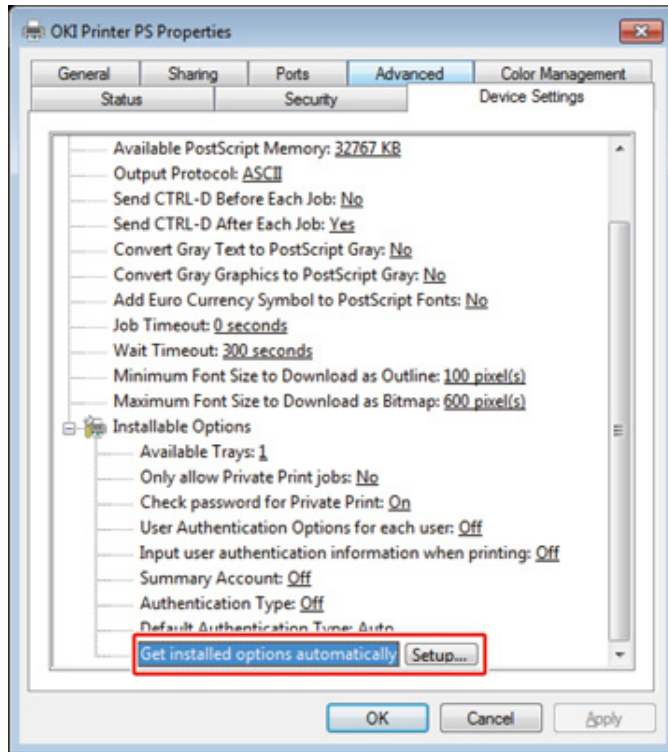 OKI Printer PS Properties
General Sharing Ports Advanced Color Management
Status Security Device Settings
Available PostScript Memory: 32767 KB
Output Protocol: ASCII
Send CTRL-D Before Each Job: No
Send CTRL-D After Each Job: Yes
Convert Gray Text to PostScript Gray: No
Convert Gray Graphics to PostScript Gray: No
Add Euro Currency Symbol to PostScript Fonts: No
Job Timeout: 0 seconds
Wait Timeout: 300 seconds
Minimum Font Size to Download as Outline: 100 pixel(s)
Maximum Font Size to Download as Bitmap: 600 pixel(s)
Installable Options
Available Trays: 1
Only allow Private Print jobs: No
Check password for Private Print: On
User Authentication Options for each user: Off
Input user authentication information when printing: Off
Summary Account: Off
Authentication Type: Off
Default Authentication Type: Auto
Get installed options automatically Setup...
OK Cancel Apply